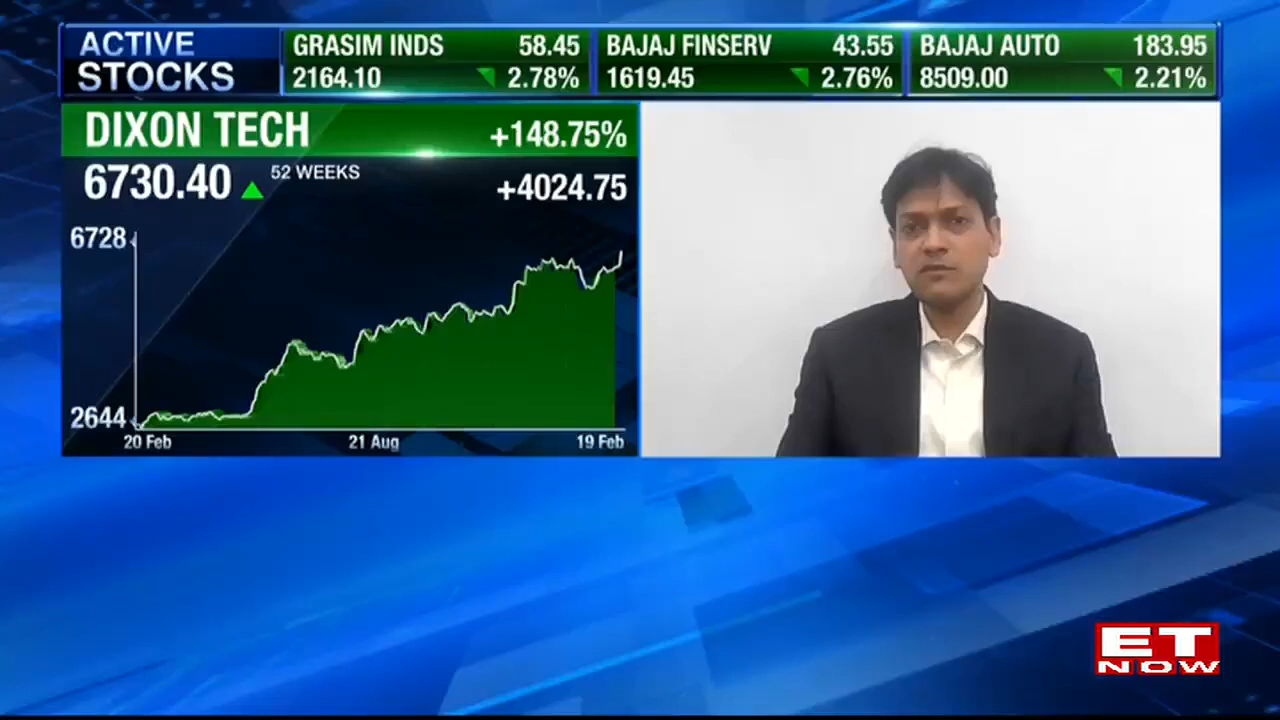 ACTIVE STOCKS
GRASIM INDS 58.45
2164.10 2.78%
BAJAJ FINSERV 43.55
1619.45 2.76%
BAJAJ AUTO 183.95
8509.00 2.21%
DIXON TECH +148.75%
6730.40 52 WEEKS +4024.75
6728
2644
20 Feb 21 Aug 19 Feb
ET
NOW